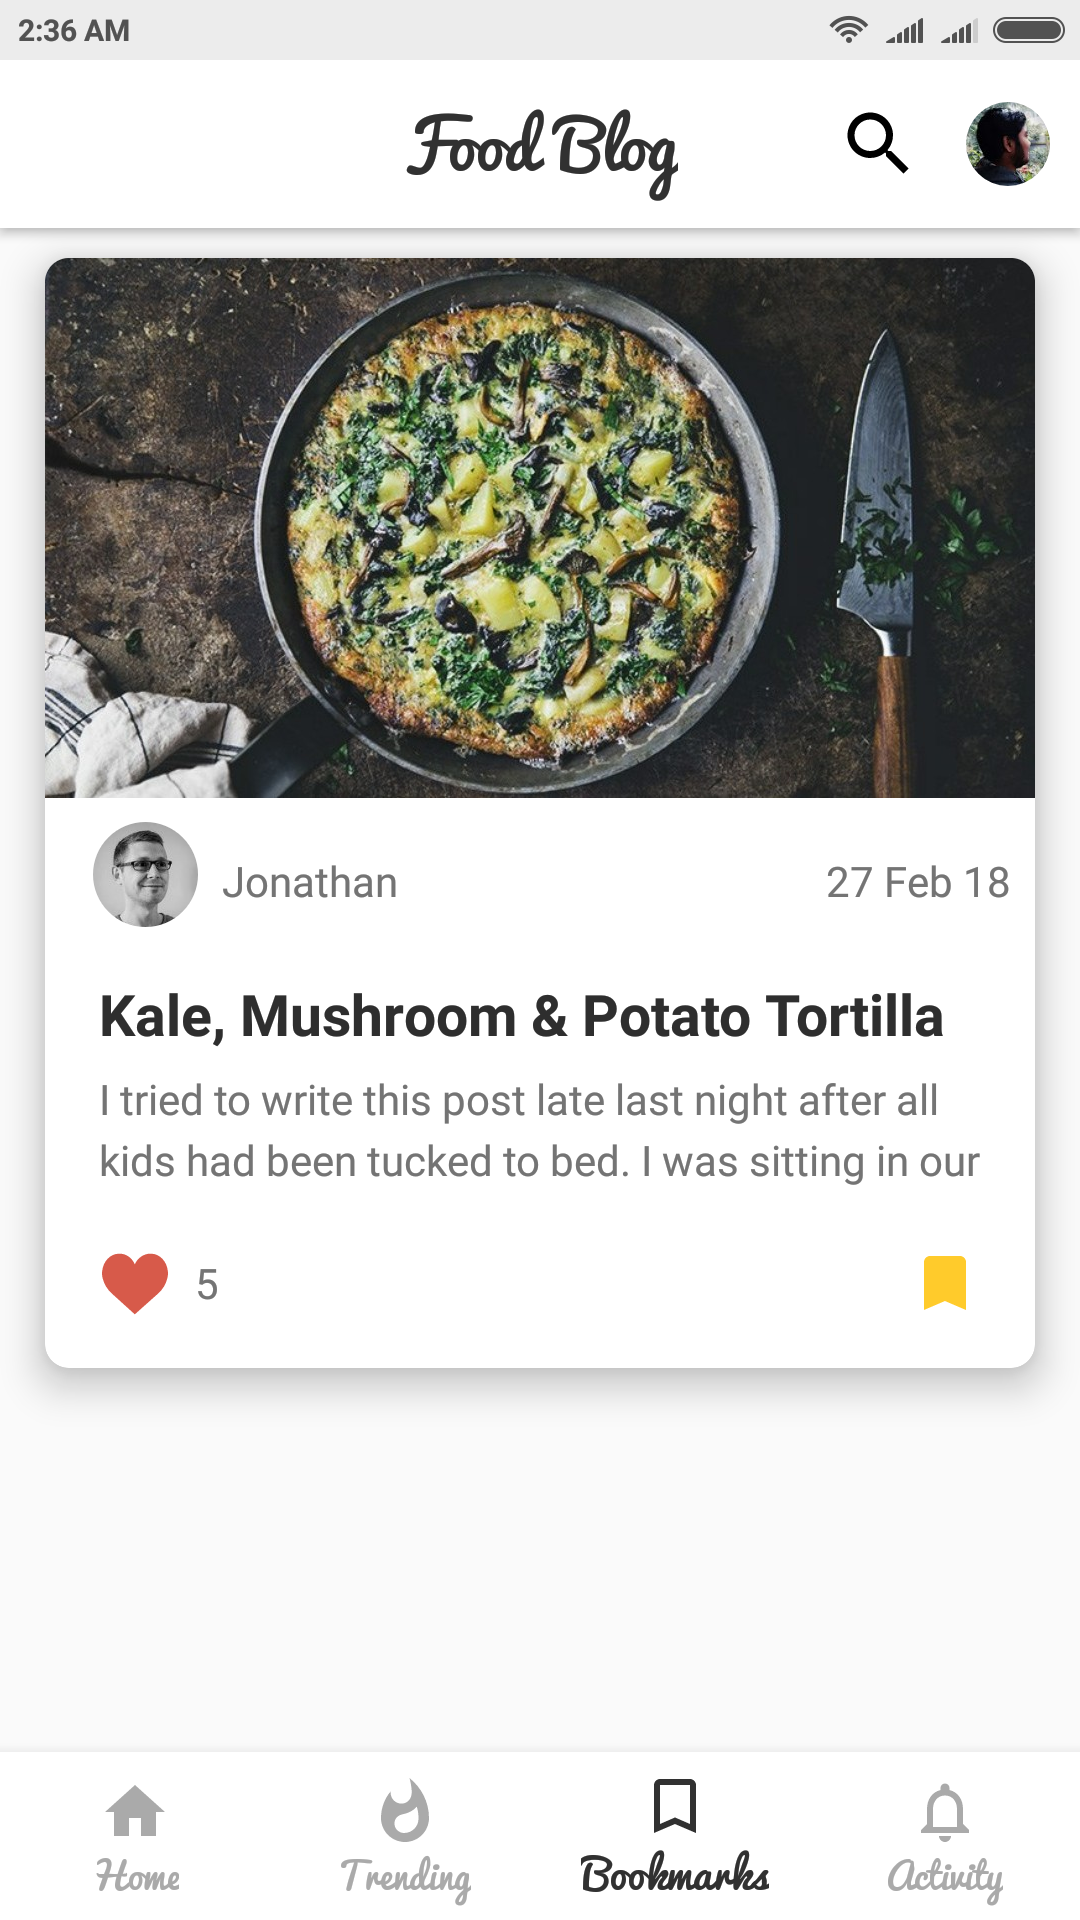 2:36 AM
Food Blog
Jonathan
27 Feb 18
Kale, Mushroom & Potato Tortilla
I tried to write this post late last night after all
kids had been tucked to bed. I was sitting in our
5
Home
Trending
Bookmarks
Activity